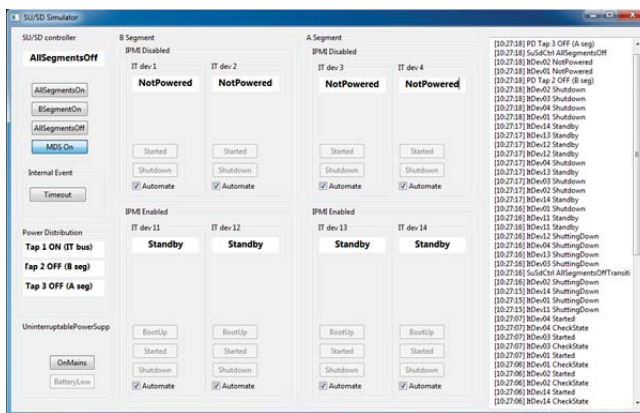 SU/SD Simulator
SU/SD controller
AllSegmentsOff
AllSegmentsOn
BSegmentOn
AllSegmentsOff
MDS On
Internal Event
Timeout
Power Distribution
Tap 1 ON (IT bus)
Tap 2 OFF (B seg)
Tap 3 OFF (A seg)
UninterruptablePowerSupp
OnMains
BatteryLow
B Segment
IPMI Disabled
IT dev 1
NotPowered
Started
Shutdown
Automate
IT dev 2
NotPowered
Started
Shutdown
Automate
IPMI Enabled
IT dev 11
Standby
BootUp
Started
Shutdown
Automate
IT dev 12
Standby
BootUp
Started
Shutdown
Automate
A Segment
IPMI Disabled
IT dev 3
NotPowered
Started
Shutdown
Automate
IT dev 4
NotPowered
Started
Shutdown
Automate
IPMI Enabled
IT dev 13
Standby
BootUp
Started
Shutdown
Automate
IT dev 14
Standby
BootUp
Started
Shutdown
Automate
[10:27:18] PD Tap 3 OFF (A seg)
[10:27:18] SuSdCtrl AllSegmentsOff
[10:27:18] ItDev02 NotPowered
[10:27:18] ItDev01 NotPowered
[10:27:18] PD Tap 2 OFF (B seg)
[10:27:18] ItDev02 Shutdown
[10:27:18] ItDev03 Shutdown
[10:27:18] ItDev04 Shutdown
[10:27:18] ItDev01 Shutdown
[10:27:17] ItDev14 Standby
[10:27:17] ItDev13 Standby
[10:27:17] ItDev12 Standby
[10:27:17] ItDev04 Shutdown
[10:27:17] ItDev13 Standby
[10:27:17] ItDev03 Shutdown
[10:27:17] ItDev02 Shutdown
[10:27:17] ItDev14 Standby
[10:27:17] ItDev01 Shutdown
[10:27:16] ItDev11 Standby
[10:27:16] ItDev11 Standby
[10:27:16] ItDev12 ShuttingDown
[10:27:16] ItDev04 ShuttingDown
[10:27:16] ItDev13 ShuttingDown
[10:27:16] ItDev03 ShuttingDown
[10:27:16] SuSdCtrl AllSegmentsOffTransiti
[10:27:16] ItDev02 ShuttingDown
[10:27:15] ItDev14 ShuttingDown
[10:27:15] ItDev01 ShuttingDown
[10:27:15] ItDev11 ShuttingDown
[10:27:07] ItDev04 Started
[10:27:07] ItDev04 CheckState
[10:27:07] ItDev03 Started
[10:27:07] ItDev03 CheckState
[10:27:07] ItDev01 Started
[10:27:06] ItDev01 CheckState
[10:27:06] ItDev02 Started
[10:27:06] ItDev02 CheckState
[10:27:06] ItDev14 Started
[10:27:06] ItDev14 CheckState